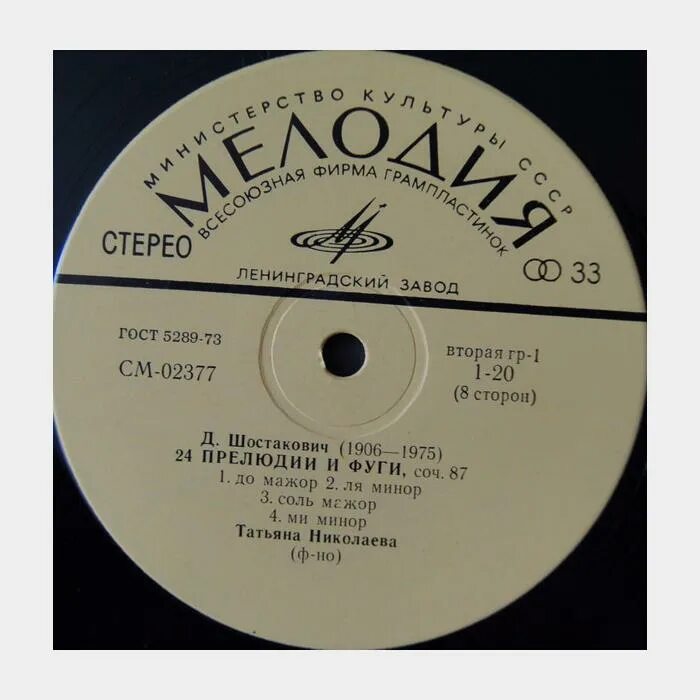 МИНИСТЕРСТВО КУЛЬТУРЫ СССР
МЕЛОДИЯ
ВСЕСОЮЗНАЯ ФИРМА ГРАМПЛАСТИНОК
СТЕРЕО
33
ЛЕНИНГРАДСКИЙ ЗАВОД
ГОСТ 5289-73
СМ-02377
вторая гр-1
1-20
(8 сторон)
Д. Шостакович (1906—1975)
24 ПРЕЛЮДИИ И ФУГИ, соч. 87
1. до мажор 2. ля минор
3. соль мажор
4. ми минор
Татьяна Николаева
(ф-но)